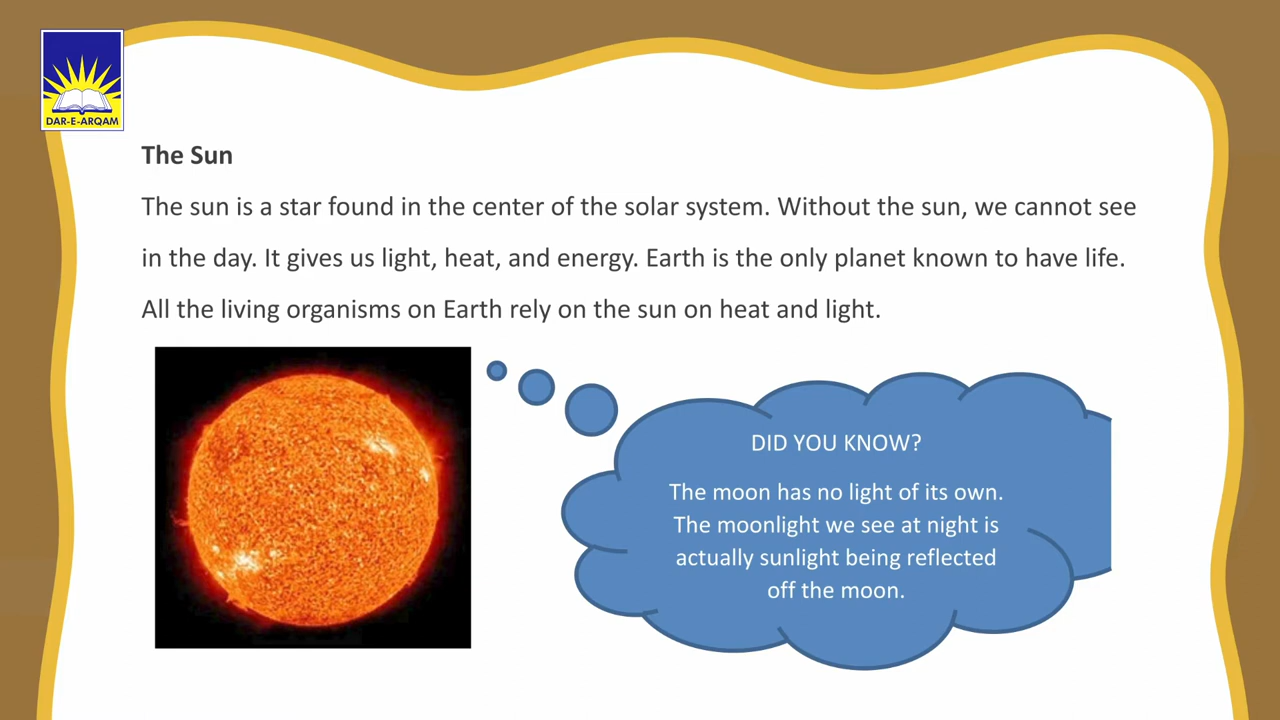 DAR-E-ARQAM
The Sun
The sun is a star found in the center of the solar system. Without the sun, we cannot see
in the day. It gives us light, heat, and energy. Earth is the only planet known to have life.
All the living organisms on Earth rely on the sun on heat and light.
DID YOU KNOW?
The moon has no light of its own.
The moonlight we see at night is
actually sunlight being reflected
off the moon.